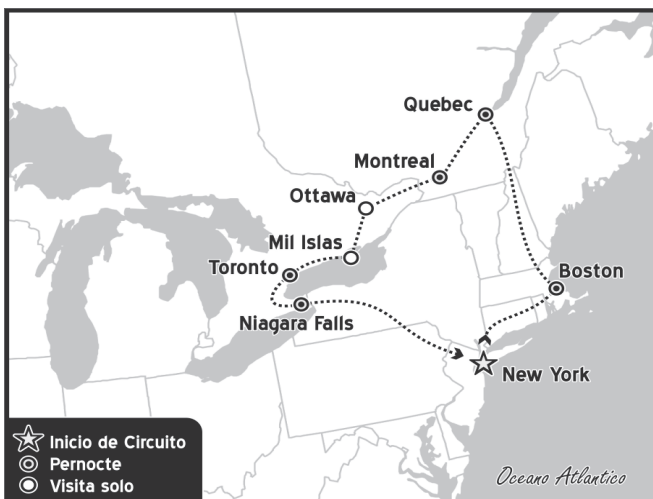 Quebec
Montreal
Ottawa
Mil Islas
Toronto
Boston
Niagara Falls
New York
Inicio de Circuito
Pernocte
Visita solo
Oceano Atlantico